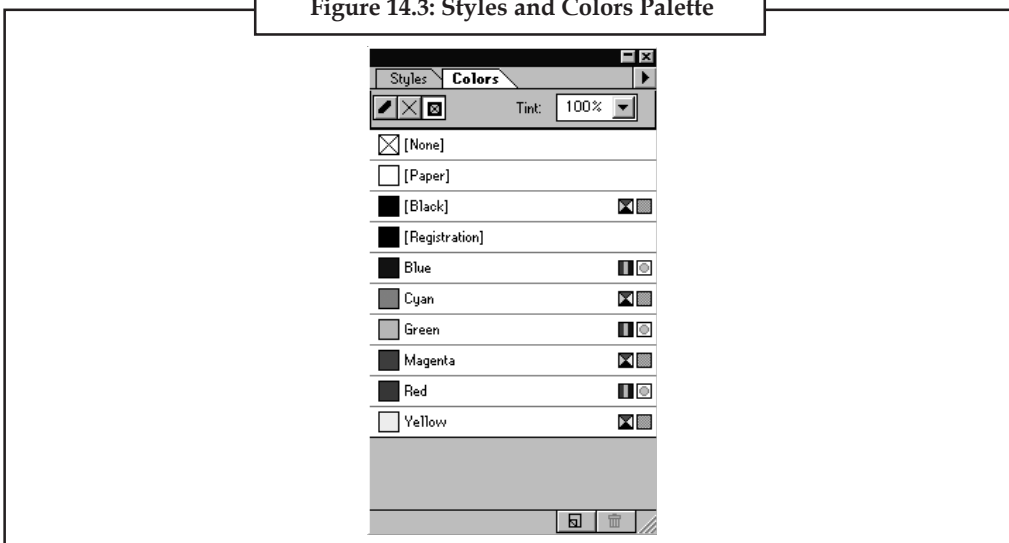 Figure 14.3: Styles and Colors Palette
Styles Colors
Tint: 100%
[None]
[Paper]
[Black]
[Registration]
Blue
Cyan
Green
Magenta
Red
Yellow